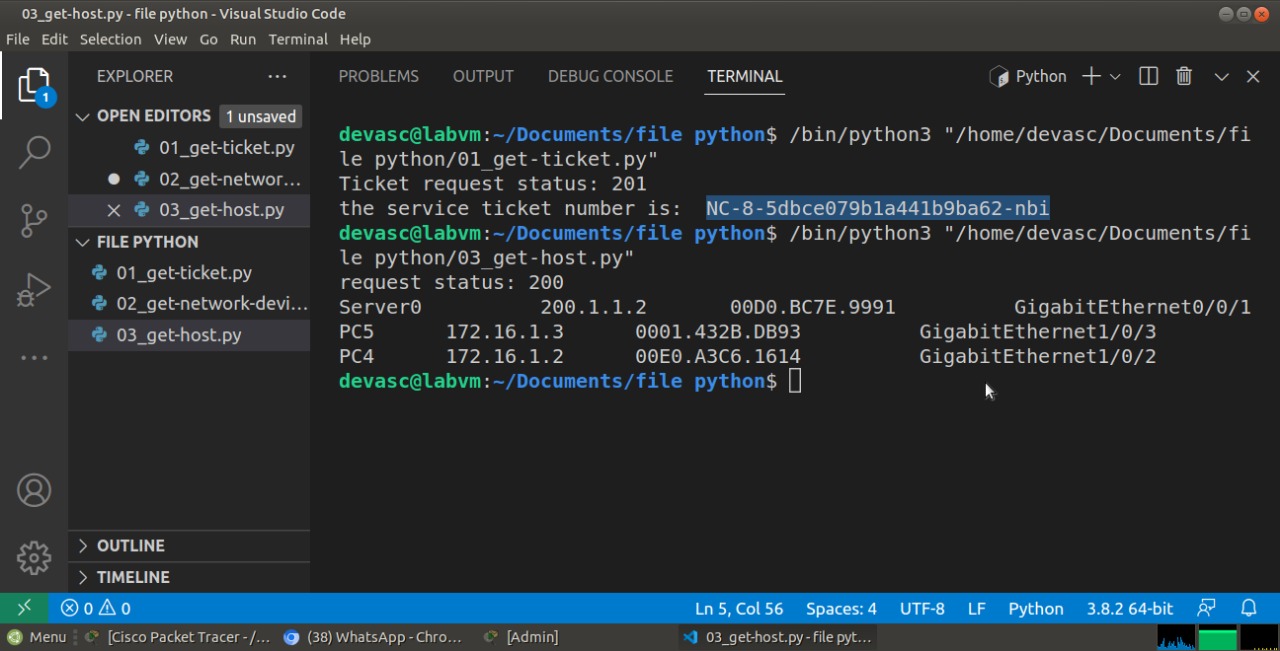 03_get-host.py - file python - Visual Studio Code
File Edit Selection View Go Run Terminal Help
EXPLORER ...
1
OPEN EDITORS 1 unsaved
01_get-ticket.py
02_get-networ...
03_get-host.py
FILE PYTHON
01_get-ticket.py
02_get-network-devi...
03_get-host.py
OUTLINE
TIMELINE
PROBLEMS OUTPUT DEBUG CONSOLE TERMINAL Python
devasc@labvm:~/Documents/file python$ /bin/python3 "/home/devasc/Documents/fi
le python/01_get-ticket.py"
Ticket request status: 201
the service ticket number is: NC-8-5dbce079b1a441b9ba62-nbi
devasc@labvm:~/Documents/file python$ /bin/python3 "/home/devasc/Documents/fi
le python/03_get-host.py"
request status: 200
Server0 200.1.1.2 00D0.BC7E.9991 GigabitEthernet0/0/1
PC5 172.16.1.3 0001.432B.DB93 GigabitEthernet1/0/3
PC4 172.16.1.2 00E0.A3C6.1614 GigabitEthernet1/0/2
devasc@labvm:~/Documents/file python$
0 0 Ln 5, Col 56 Spaces: 4 UTF-8 LF Python 3.8.2 64-bit
Menu [Cisco Packet Tracer - /... (38) WhatsApp - Chro... [Admin] 03_get-host.py - file pyt...